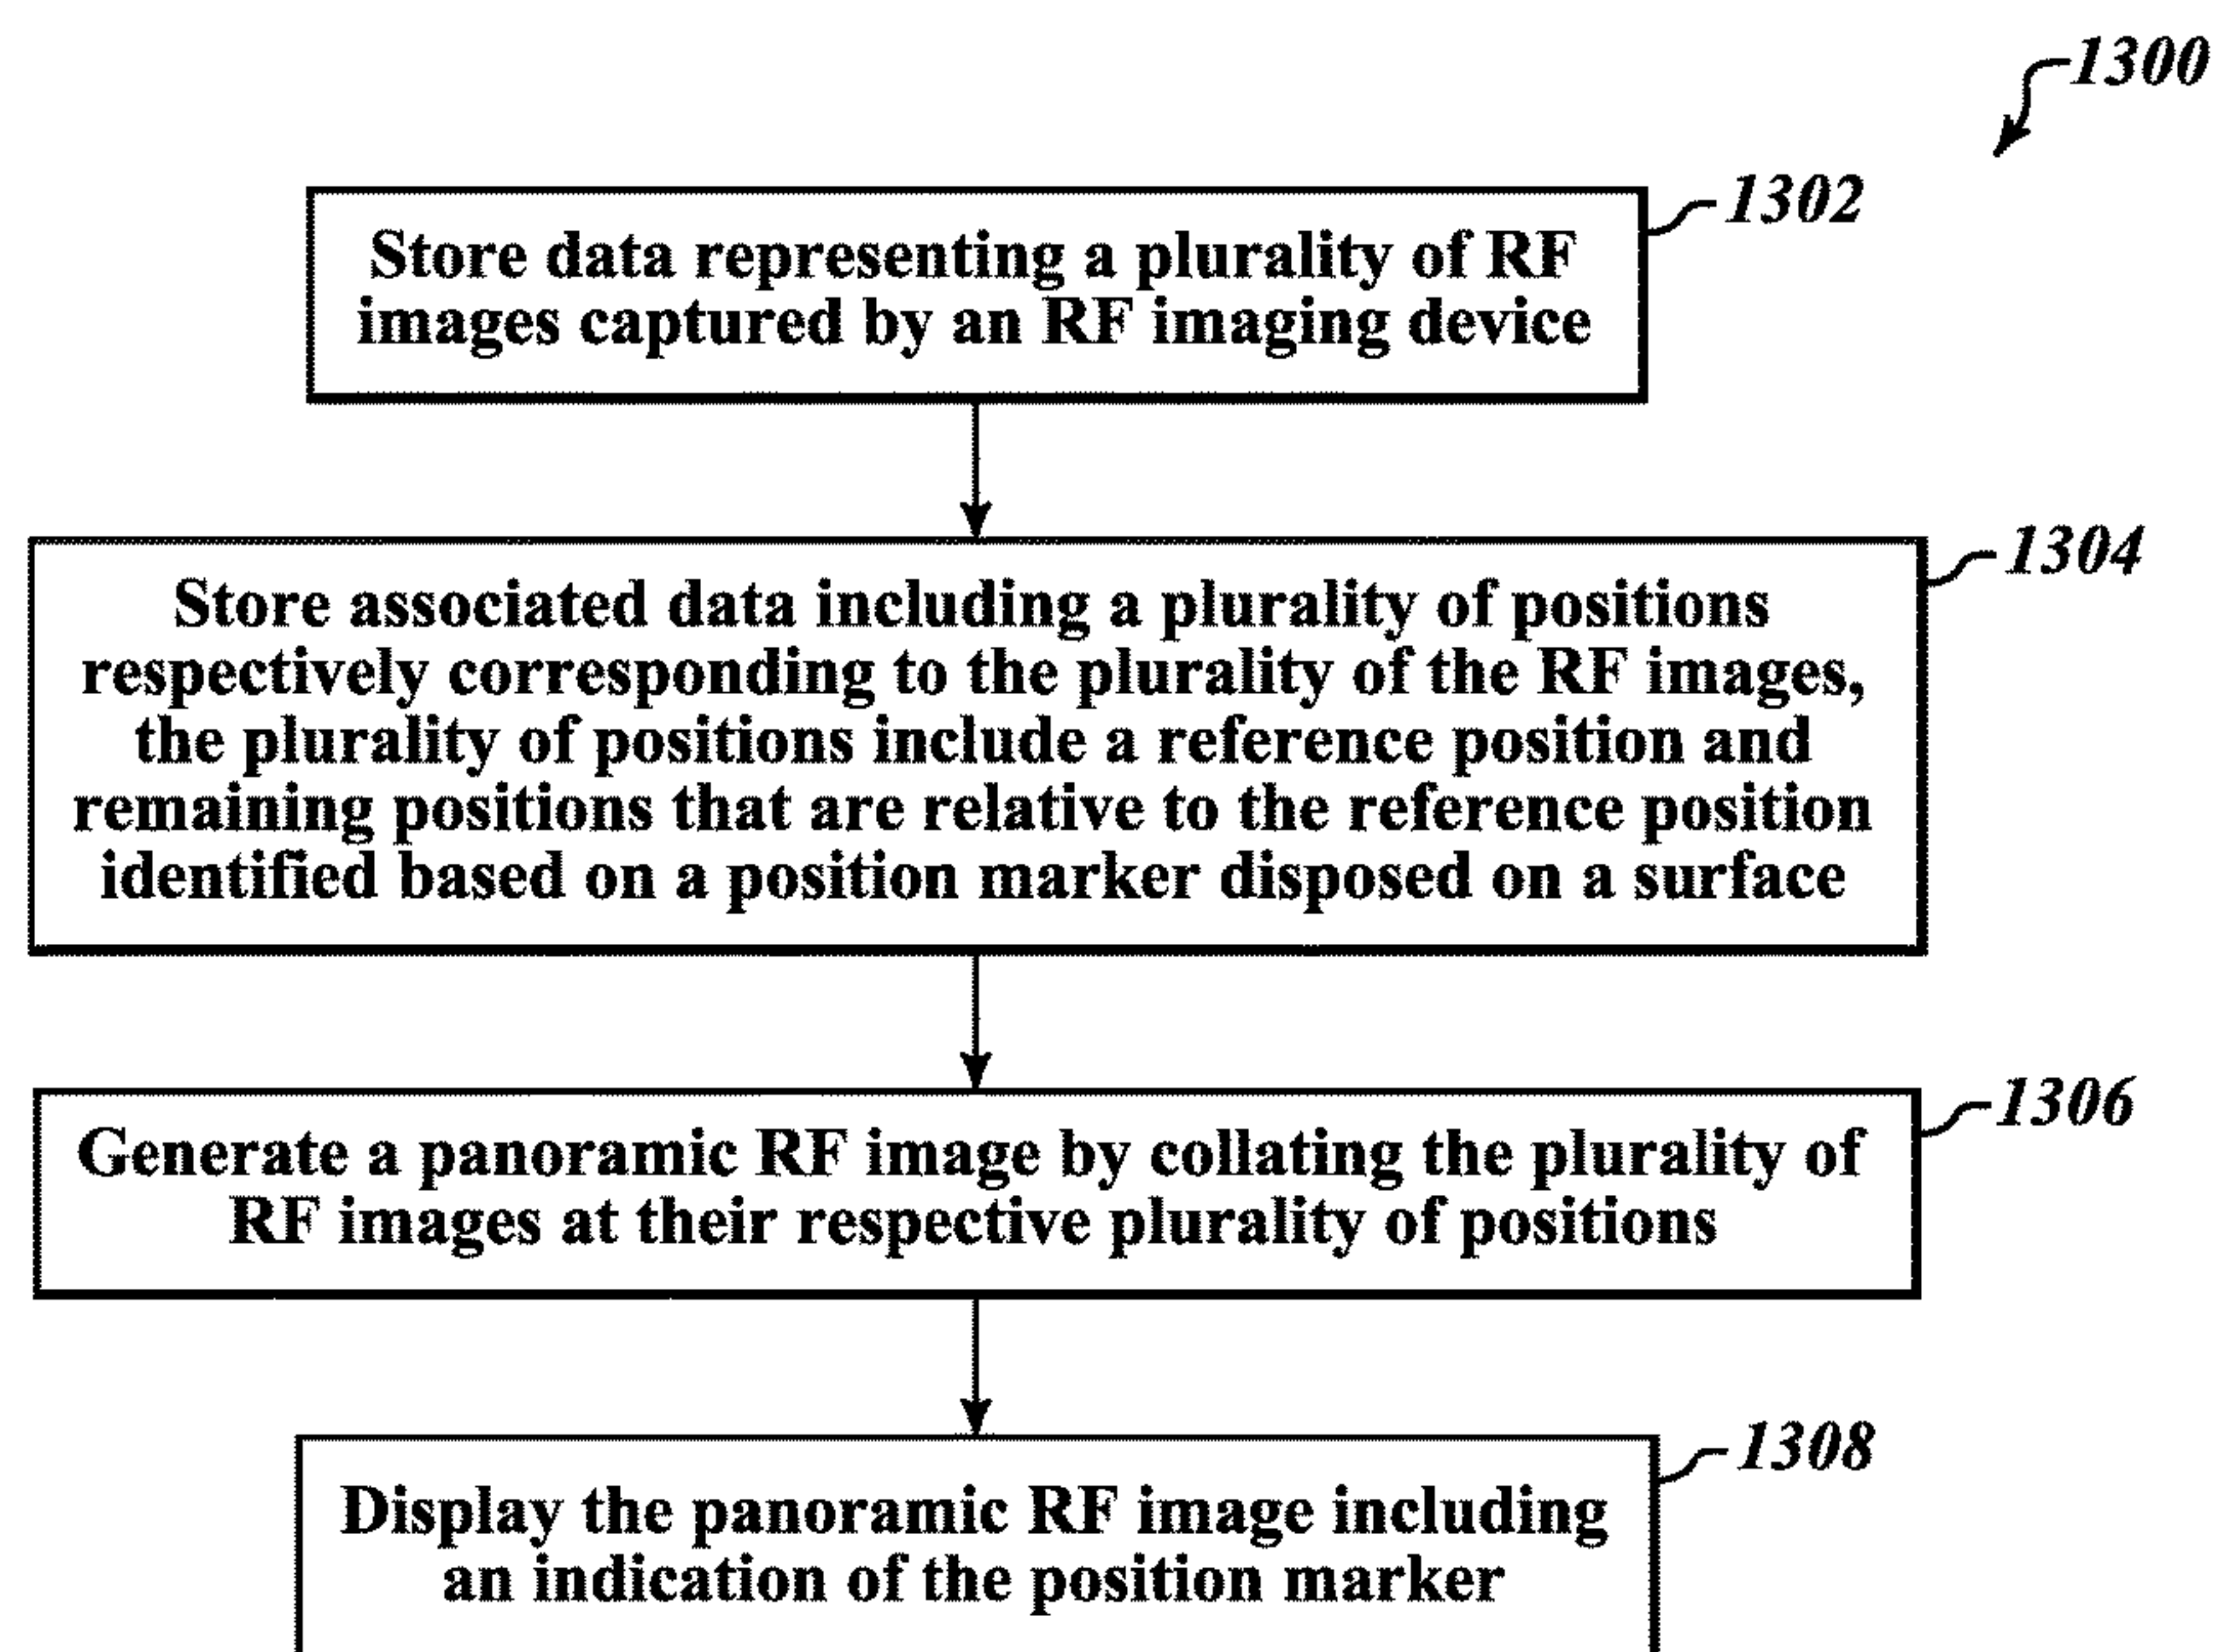 1300
1302
Store data representing a plurality of RF
images captured by an RF imaging device
1304
Store associated data including a plurality of positions
respectively corresponding to the plurality of the RF images,
the plurality of positions include a reference position and
remaining positions that are relative to the reference position
identified based on a position marker disposed on a surface
1306
Generate a panoramic RF image by collating the plurality of
RF images at their respective plurality of positions
1308
Display the panoramic RF image including
an indication of the position marker